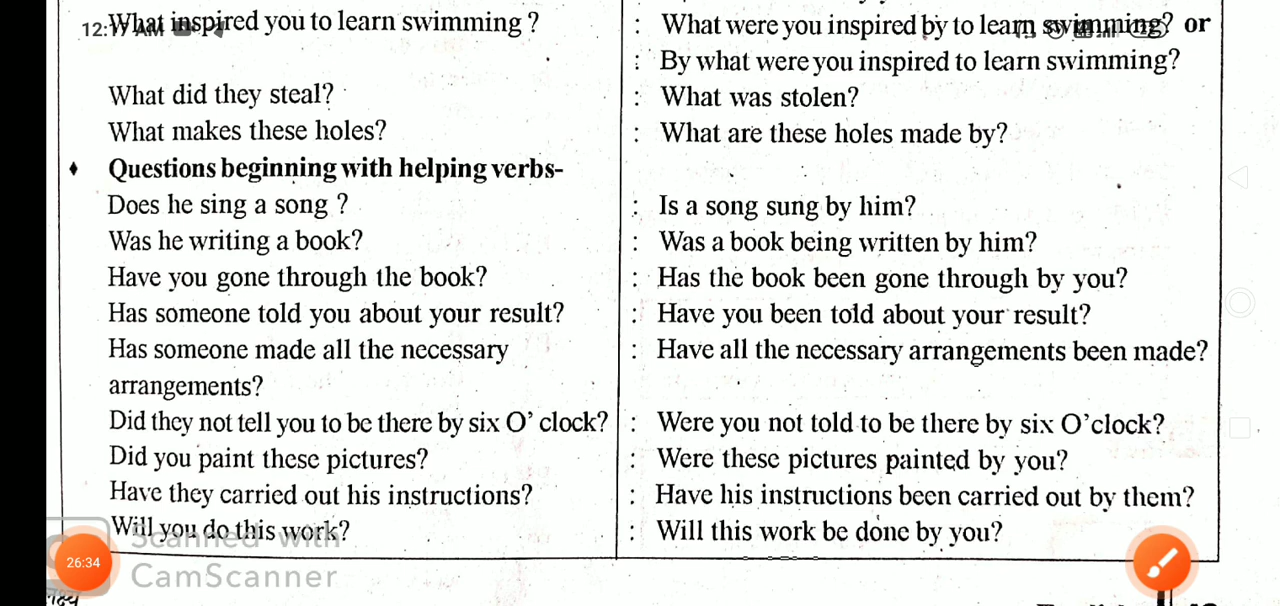 What inspired you to learn swimming ? : What were you inspired by to learn swimming? or
12:17 AM
: By what were you inspired to learn swimming?
What did they steal? : What was stolen?
What makes these holes? : What are these holes made by?
♦ Questions beginning with helping verbs-
Does he sing a song ? : Is a song sung by him?
Was he writing a book? : Was a book being written by him?
Have you gone through the book? : Has the book been gone through by you?
Has someone told you about your result? : Have you been told about your result?
Has someone made all the necessary : Have all the necessary arrangements been made?
arrangements?
Did they not tell you to be there by six O' clock? : Were you not told to be there by six O'clock?
Did you paint these pictures? : Were these pictures painted by you?
Have they carried out his instructions? : Have his instructions been carried out by them?
Will you do this work? : Will this work be done by you?
Scanned with
26:34
CamScanner